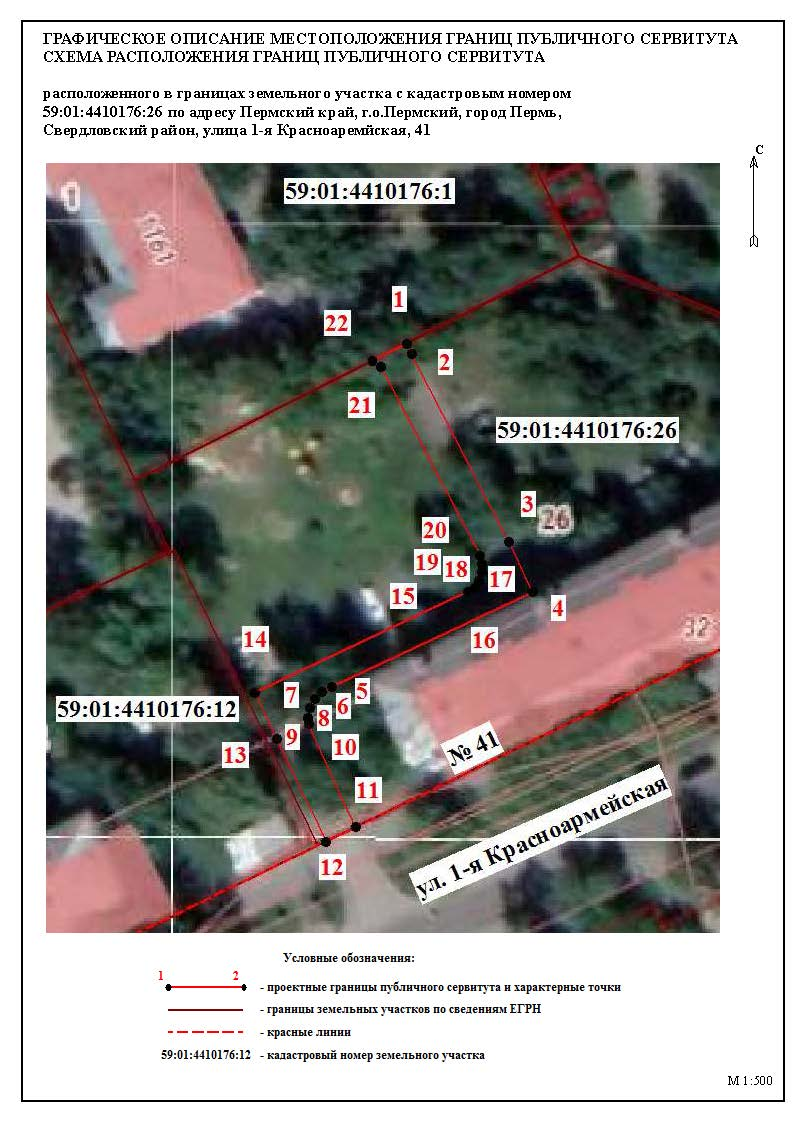 ГРАФИЧЕСКОЕ ОПИСАНИЕ МЕСТОПОЛОЖЕНИЯ ГРАНИЦ ПУБЛИЧНОГО СЕРВИТУТА
СХЕМА РАСПОЛОЖЕНИЯ ГРАНИЦ ПУБЛИЧНОГО СЕРВИТУТА
расположенного в границах земельного участка с кадастровым номером
59:01:4410176:26 по адресу Пермский край, г.о.Пермский, город Пермь,
Свердловский район, улица 1-я Красноаремйская, 41
С
59:01:4410176:1
1
22
2
21
59:01:4410176:26
3
26
20
19
18
17
15
4
16
32
14
7
5
6
59:01:4410176:12
8
9
10
13
№ 41
11
ул. 1-я Красноармейская
12
Условные обозначения:
1 2
- проектные границы публичного сервитута и характерные точки
- границы земельных участков по сведениям ЕГРН
- красные линии
59:01:4410176:12 - кадастровый номер земельного участка
М 1:500